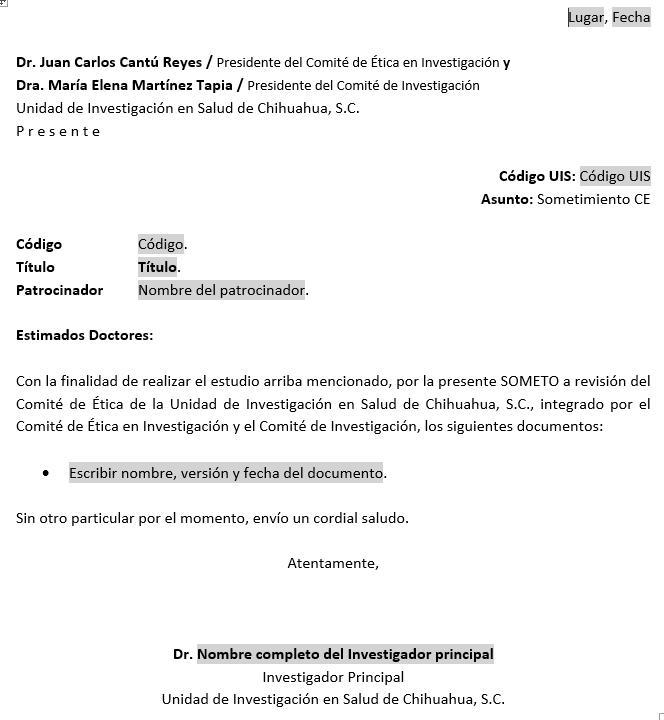 Lugar, Fecha
Dr. Juan Carlos Cantú Reyes / Presidente del Comité de Ética en Investigación y
Dra. María Elena Martínez Tapia / Presidente del Comité de Investigación
Unidad de Investigación en Salud de Chihuahua, S.C.
P r e s e n t e
Código UIS: Código UIS
Asunto: Sometimiento CE
Código Código.
Título Título.
Patrocinador Nombre del patrocinador.
Estimados Doctores:
Con la finalidad de realizar el estudio arriba mencionado, por la presente SOMETO a revisión del
Comité de Ética de la Unidad de Investigación en Salud de Chihuahua, S.C., integrado por el
Comité de Ética en Investigación y el Comité de Investigación, los siguientes documentos:
• Escribir nombre, versión y fecha del documento.
Sin otro particular por el momento, envío un cordial saludo.
Atentamente,
Dr. Nombre completo del Investigador principal
Investigador Principal
Unidad de Investigación en Salud de Chihuahua, S.C.